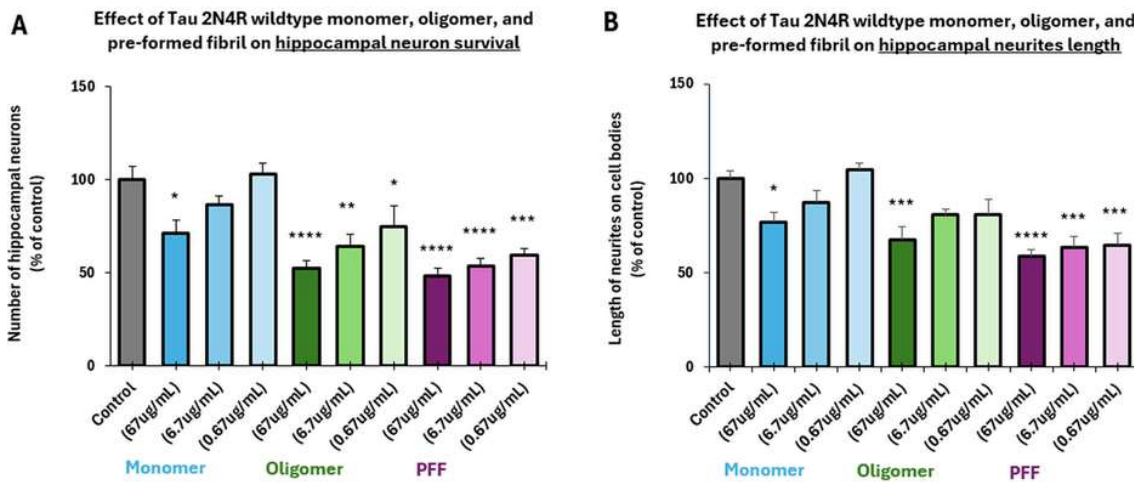 A
Effect of Tau 2N4R wildtype monomer, oligomer, and
pre-formed fibril on hippocampal neuron survival
Number of hippocampal neurons
(% of control)
150
100
50
0
*
****
**
*
****
****
***
Control
(67ug/mL)
(6.7ug/mL)
(0.67ug/mL)
(67ug/mL)
(6.7ug/mL)
(0.67ug/mL)
(67ug/mL)
(6.7ug/mL)
(0.67ug/mL)
Monomer
Oligomer
PFF
B
Effect of Tau 2N4R wildtype monomer, oligomer, and
pre-formed fibril on hippocampal neurites length
Length of neurites on cell bodies
(% of control)
150
100
50
0
*
***
****
***
***
Control
(67ug/mL)
(6.7ug/mL)
(0.67ug/mL)
(67ug/mL)
(6.7ug/mL)
(0.67ug/mL)
(67ug/mL)
(6.7ug/mL)
(0.67ug/mL)
Monomer
Oligomer
PFF